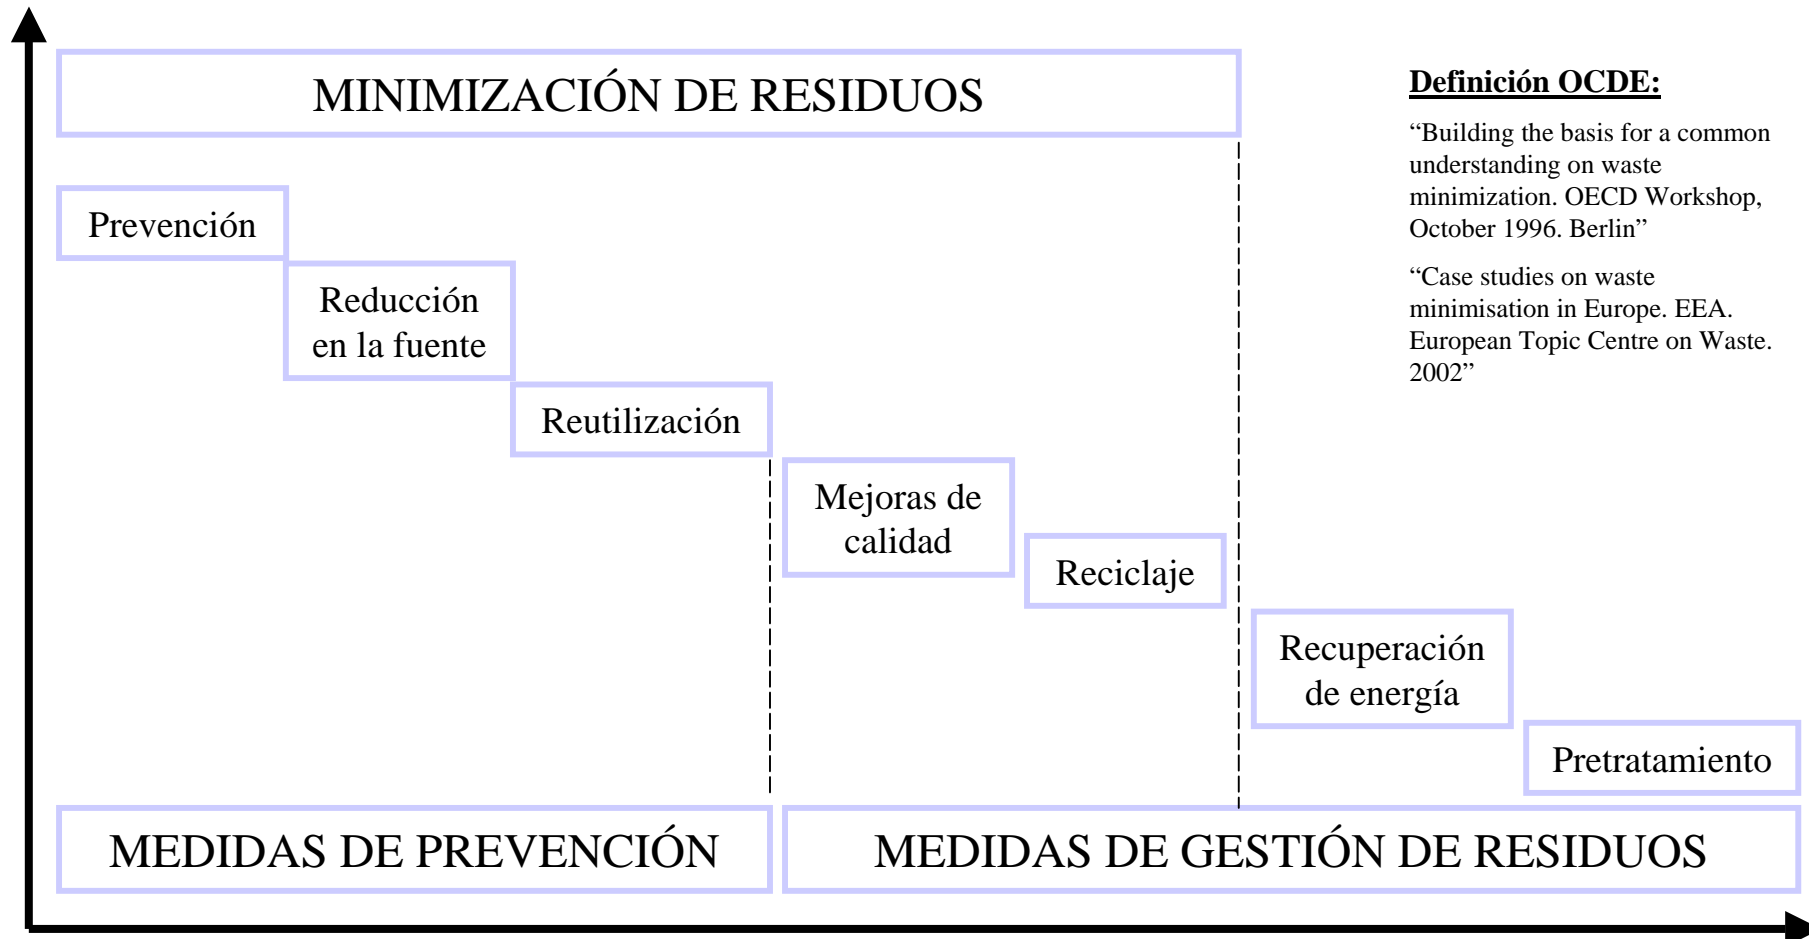 MINIMIZACIÓN DE RESIDUOS
Definición OCDE:
“Building the basis for a common
understanding on waste
minimization. OECD Workshop,
October 1996. Berlin”
“Case studies on waste
minimisation in Europe. EEA.
European Topic Centre on Waste.
2002”
Prevención
Reducción
en la fuente
Reutilización
Mejoras de
calidad
Reciclaje
Recuperación
de energía
Pretratamiento
MEDIDAS DE PREVENCIÓN
MEDIDAS DE GESTIÓN DE RESIDUOS